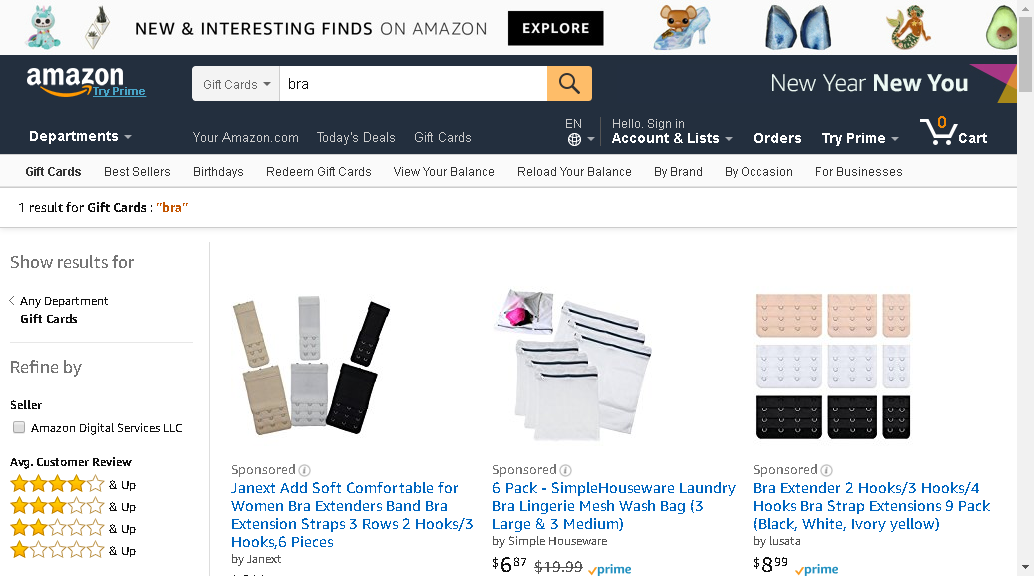 NEW & INTERESTING FINDS ON AMAZON EXPLORE
amazon
Try Prime
Gift Cards bra
New Year New You
Departments
Your Amazon.com Today's Deals Gift Cards
EN
Hello. Sign in
Account & Lists Orders Try Prime 0 Cart
Gift Cards Best Sellers Birthdays Redeem Gift Cards View Your Balance Reload Your Balance By Brand By Occasion For Businesses
1 result for Gift Cards : "bra"
Show results for
Any Department
Gift Cards
Refine by
Seller
Amazon Digital Services LLC
Avg. Customer Review
& Up
& Up
& Up
& Up
Sponsored
Janext Add Soft Comfortable for
Women Bra Extenders Band Bra
Extension Straps 3 Rows 2 Hooks/3
Hooks,6 Pieces
by Janext
Sponsored
6 Pack - SimpleHouseware Laundry
Bra Lingerie Mesh Wash Bag (3
Large & 3 Medium)
by Simple Houseware
$6 87 $19.99 prime
Sponsored
Bra Extender 2 Hooks/3 Hooks/4
Hooks Bra Strap Extensions 9 Pack
(Black, White, Ivory yellow)
by lusata
$8 99 prime